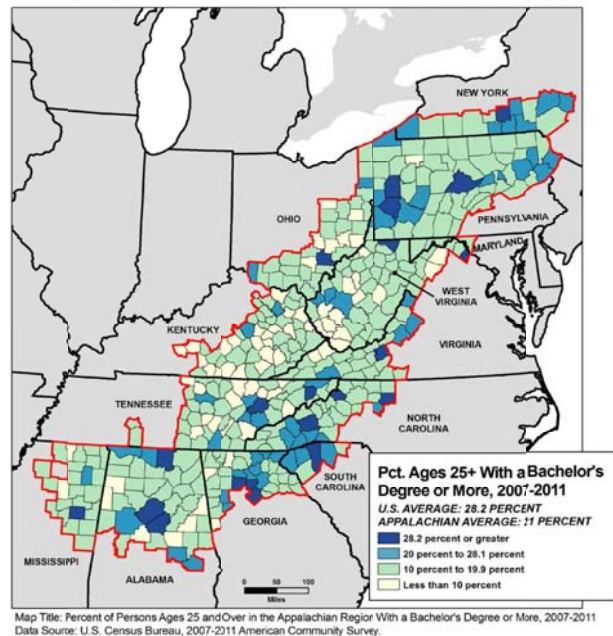 NEW YORK
OHIO
PENNSYLVANIA
MARYLAND
WEST
VIRGINIA
KENTUCKY
VIRGINIA
TENNESSEE
NORTH
CAROLINA
SOUTH
CAROLINA
GEORGIA
MISSISSIPPI
ALABAMA
0 50 100
Miles
Pct. Ages 25+ With a Bachelor's
Degree or More, 2007-2011
U.S. AVERAGE: 28.2 PERCENT
APPALACHIAN AVERAGE: 21 PERCENT
28.2 percent or greater
20 percent to 28.1 percent
10 percent to 19.9 percent
Less than 10 percent
Map Title: Percent of Persons Ages 25 and Over in the Appalachian Region With a Bachelor's Degree or More, 2007-2011
Data Source: U.S. Census Bureau, 2007-2011 American Community Survey.